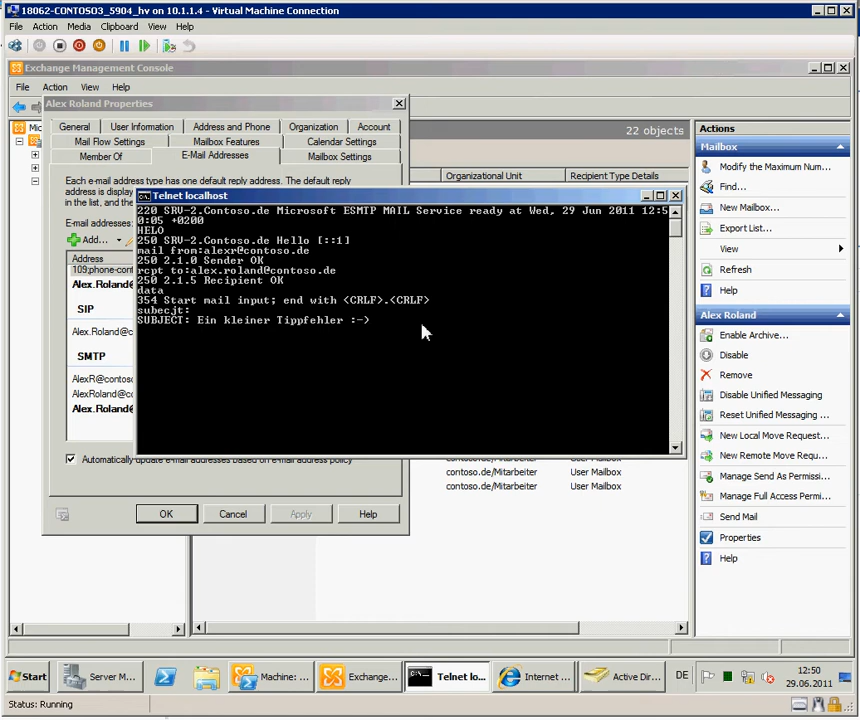 18062-CONTOSO3_5904_hv on 10.1.1.4 - Virtual Machine Connection
File Action Media Clipboard View Help
Exchange Management Console
File Action View Help
Alex Roland Properties
General User Information Address and Phone Organization Account
Mail Flow Settings Mailbox Features Calendar Settings
Member Of E-Mail Addresses Mailbox Settings
Each e-mail address type has one default reply address. The default reply
address is display
in the list, and the
E-mail addresses:
Add...
Address
109;phone-cont
Alex.Roland@
SIP
Alex.Roland@c
SMTP
AlexR@contoso
AlexRoland@co
Alex.Roland@
Automatically update e-mail addresses based on e-mail address policy
OK Cancel Apply Help
22 objects
Organizational Unit Recipient Type Details
Telnet localhost
220 SRV-2.Contoso.de Microsoft ESMTP MAIL Service ready at Wed, 29 Jun 2011 12:5
0:05 +0200
HELO
250 SRV-2.Contoso.de Hello [::1]
mail from:alexr@contoso.de
250 2.1.0 Sender OK
rcpt to:alex.roland@contoso.de
250 2.1.5 Recipient OK
data
354 Start mail input; end with <CRLF>.<CRLF>
subecjt:
SUBJECT: Ein kleiner Tippfehler :-)
contoso.de/Mitarbeiter User Mailbox
contoso.de/Mitarbeiter User Mailbox
Actions
Mailbox
Modify the Maximum Num...
Find...
New Mailbox...
Export List...
View
Refresh
Help
Alex Roland
Enable Archive...
Disable
Remove
Disable Unified Messaging
Reset Unified Messaging ...
New Local Move Request...
New Remote Move Requ...
Manage Send As Permissi...
Manage Full Access Permi...
Send Mail
Properties
Help
Start Server M... Machine: ... Exchange... Telnet lo... Internet ... Active Dir... DE 12:50
29.06.2011
Status: Running